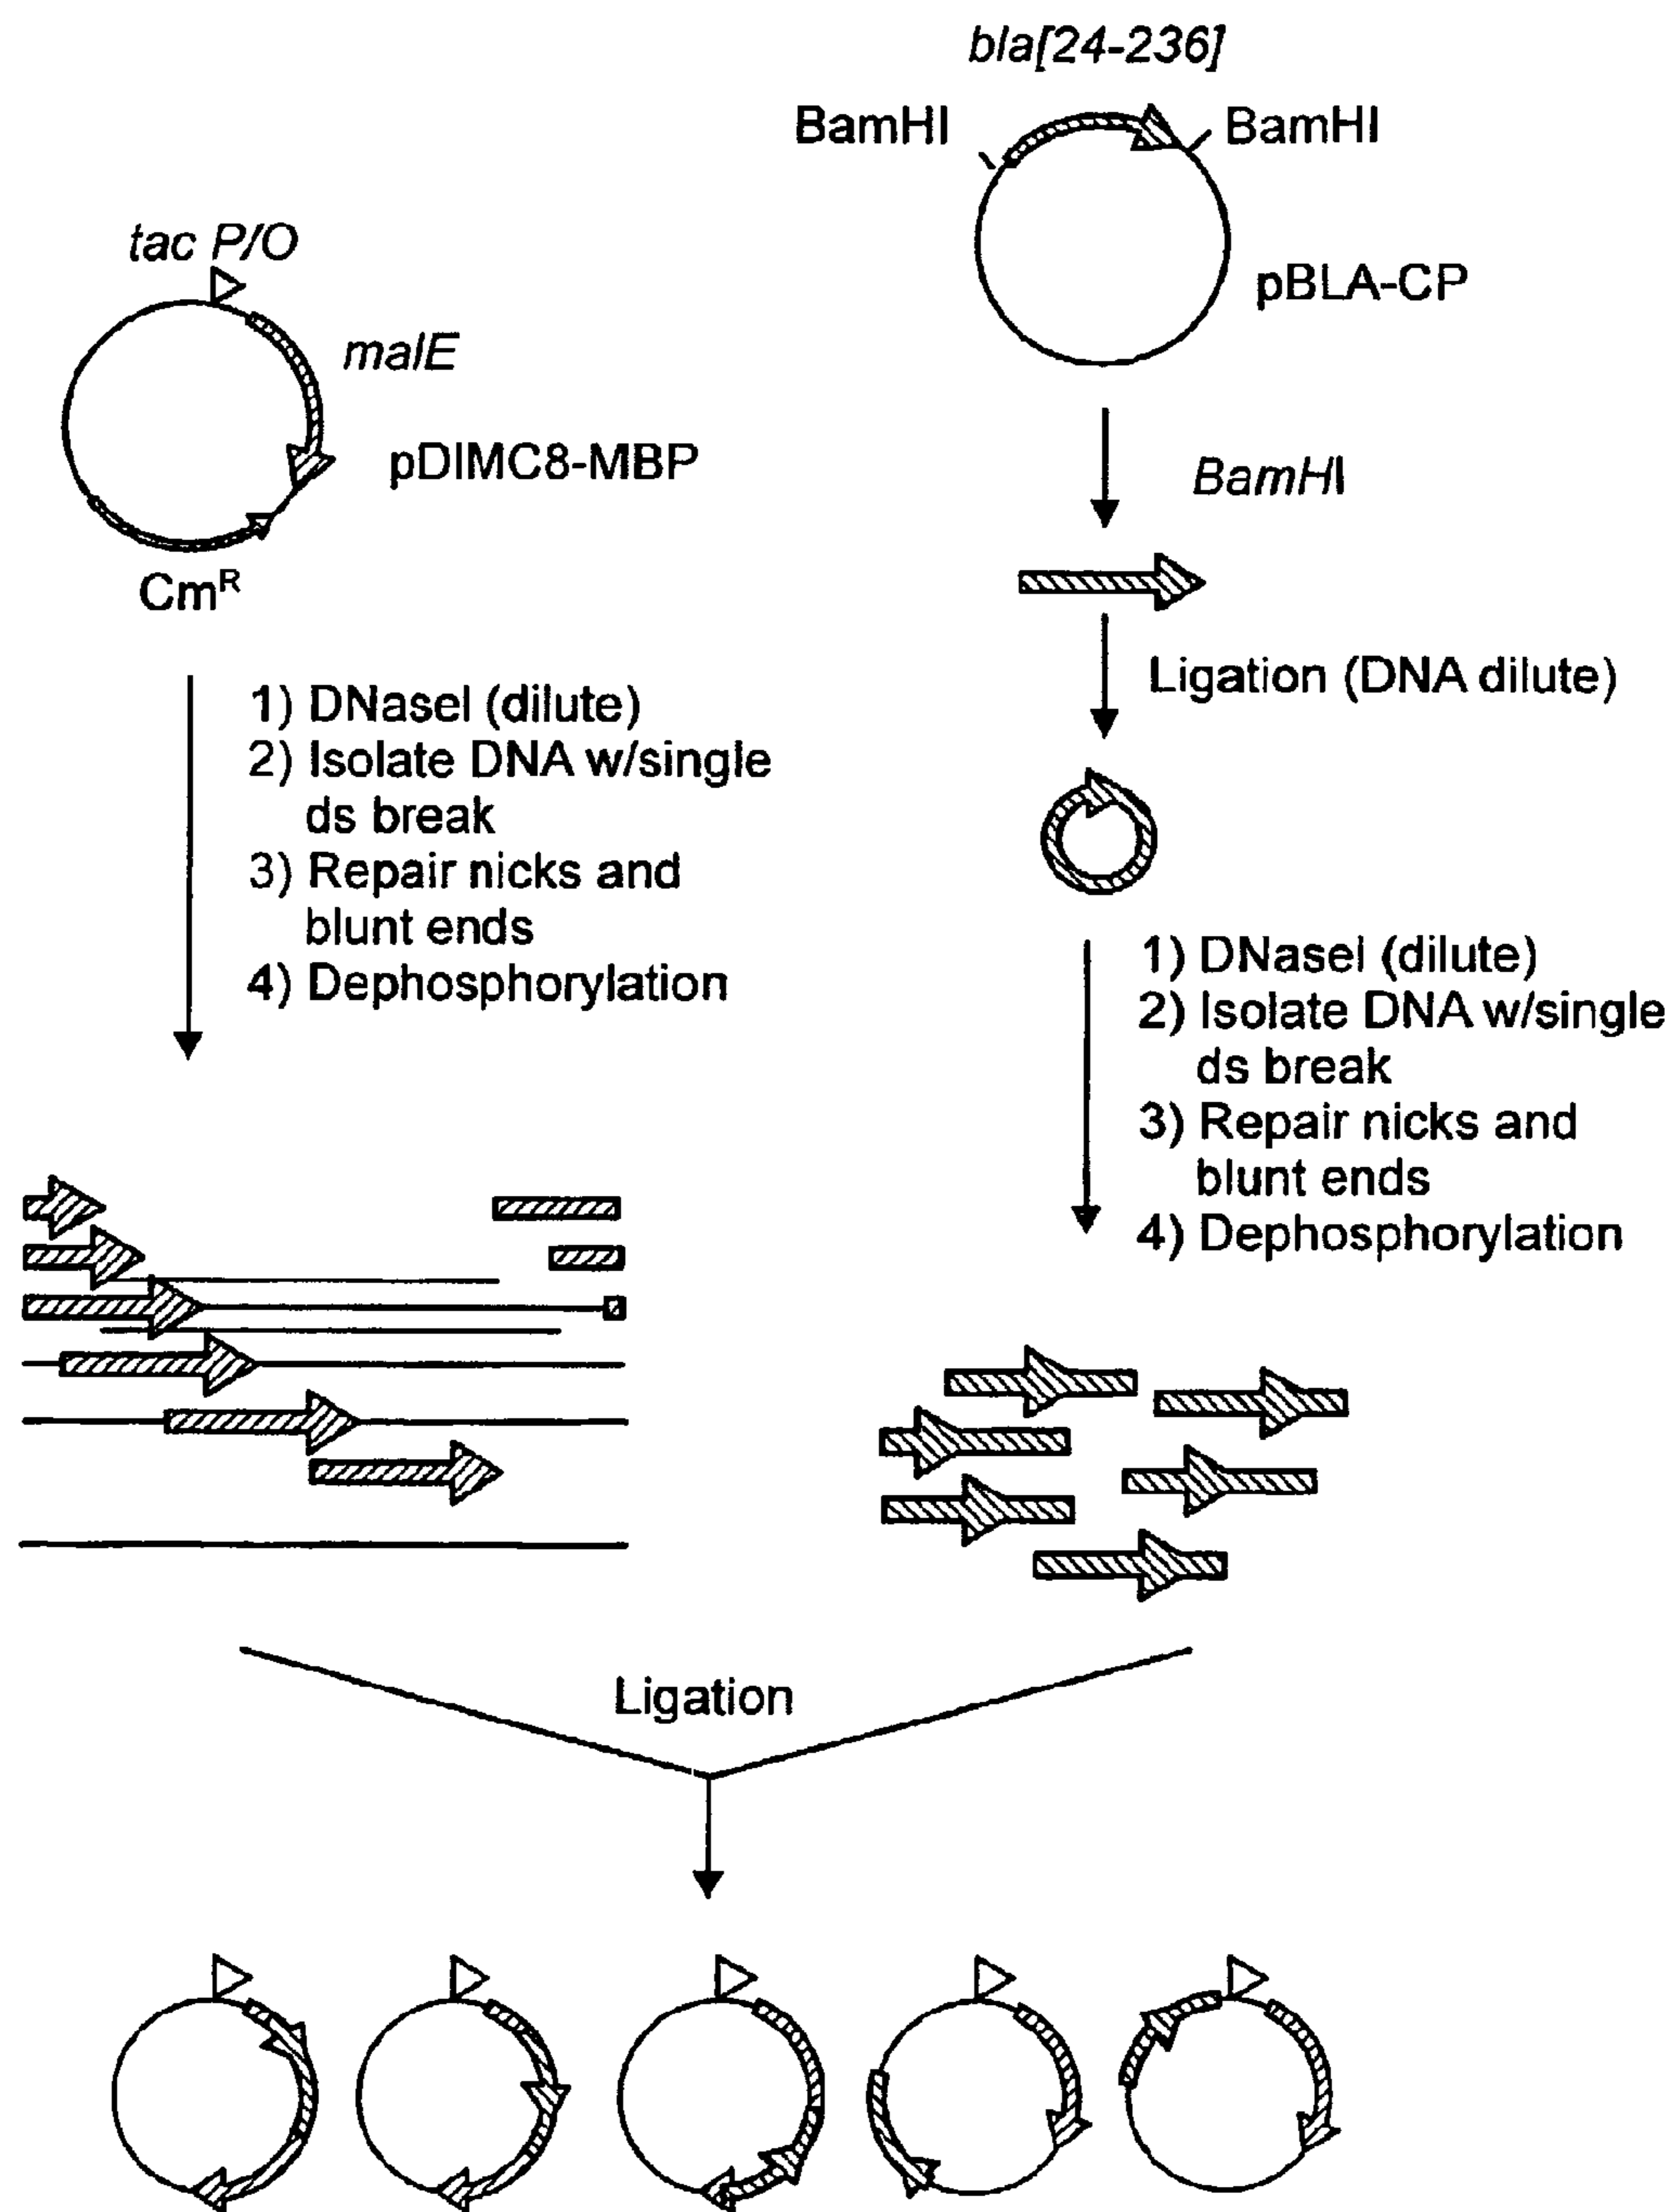 bla[24-236]
BamHI
BamHI
pBLA-CP
tac P/O
malE
pDIMC8-MBP
CmR
BamHI
Ligation (DNA dilute)
1) DNaseI (dilute)
2) Isolate DNA w/single
ds break
3) Repair nicks and
blunt ends
4) Dephosphorylation
1) DNaseI (dilute)
2) Isolate DNA w/single
ds break
3) Repair nicks and
blunt ends
4) Dephosphorylation
Ligation